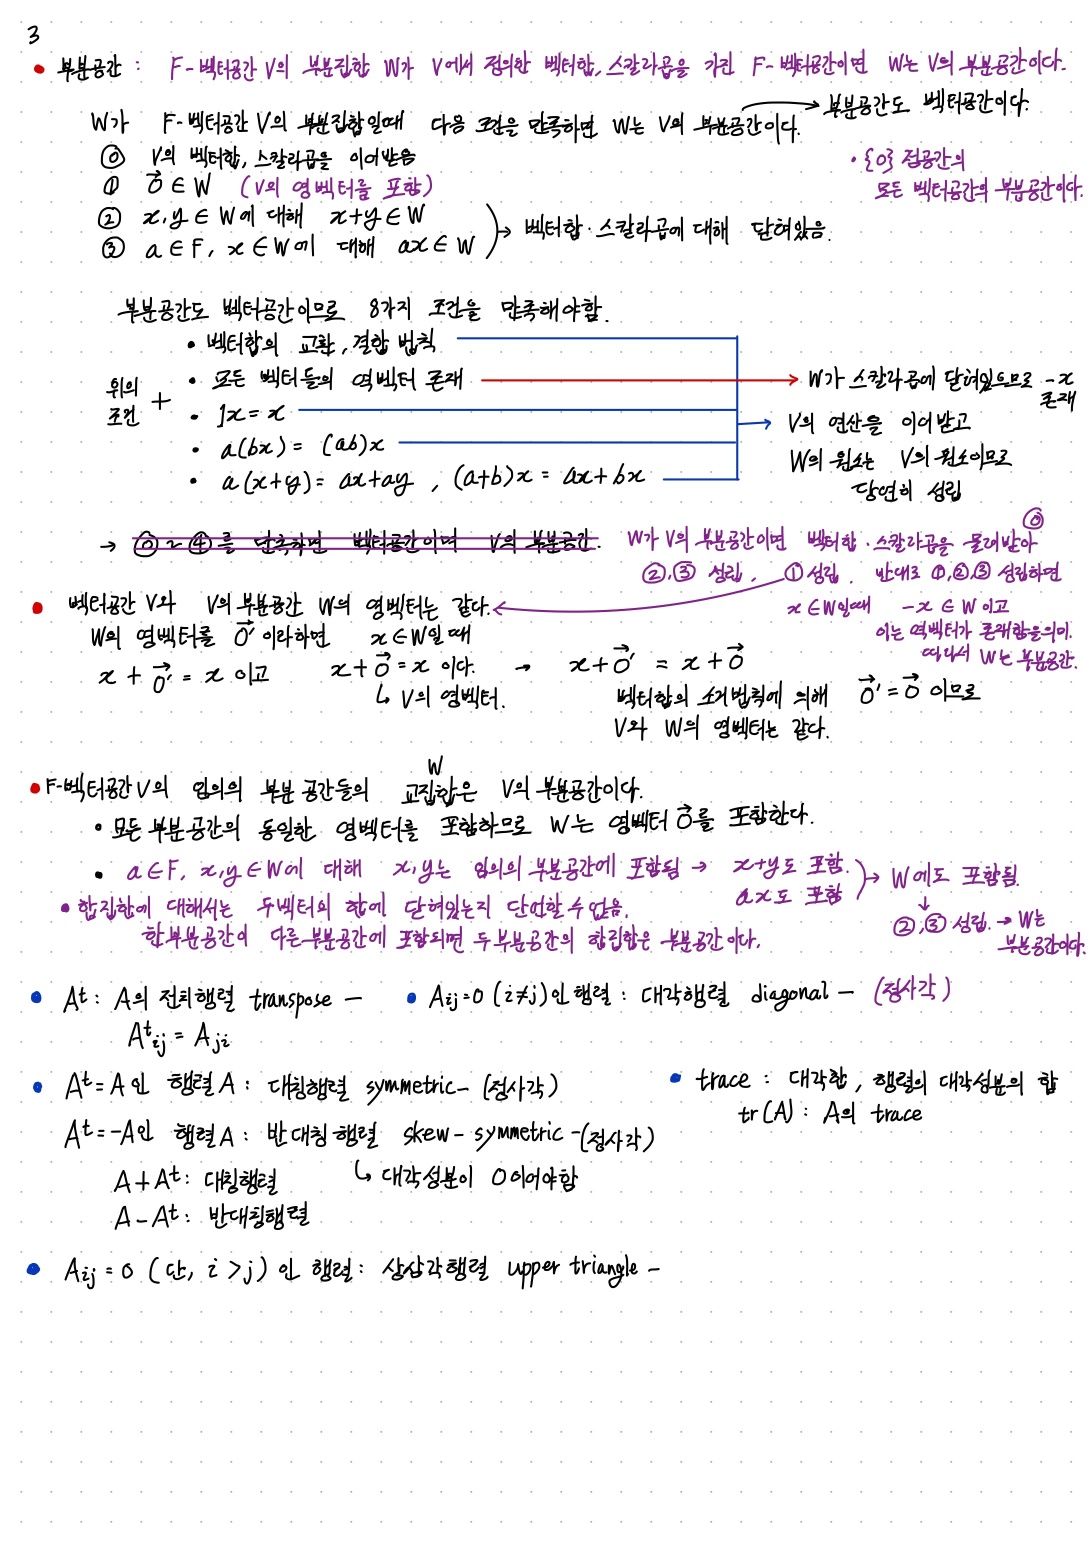 3
• 부분공간 : F-벡터공간 V의 부분집합 W가 V에서 정의한 벡터합, 스칼라곱을 가진 F-벡터공간이면 W는 V의 부분공간이다.
W가 F-벡터공간 V의 부분집합일때 다음 조건을 만족하면 W는 V의 부분공간이다. → 부분공간도 벡터공간이다.
⓪ V의 벡터합, 스칼라곱을 이어받음
① 0⃗ ∈ W (V의 영벡터를 포함)
② x,y ∈ W에 대해 x+y ∈ W
③ a ∈ F, x ∈ W에 대해 ax ∈ W
→ 벡터합·스칼라곱에 대해 닫혀있음.
· {0} 점공간의
모든 벡터공간의 부분공간이다.
부분공간도 벡터공간이므로 8가지 조건을 만족해야함.
위의 조건 +
• 벡터합의 교환, 결합 법칙
• 모든 벡터들의 역벡터 존재
• 1x = x
• a(bx) = (ab)x
• a(x+y) = ax+ay , (a+b)x = ax+bx
→ W가 스칼라곱에 닫혀있으므로 -x 존재
→ V의 연산을 이어받고
W의 원소는 V의 원소이므로
당연히 성립
→ ⓪~④를 만족하면 벡터공간이며 V의 부분공간.
W가 V의 부분공간이면 벡터합·스칼라곱을 물려받아 ⓪
②,③ 성립, ① 성립. 반대로 ①,②,③ 성립하면
x ∈ W일때 -x ∈ W 이고
이는 역벡터가 존재함을의미.
따라서 W는 부분공간.
• 벡터공간 V와 V의 부분공간 W의 영벡터는 같다.
W의 영벡터를 0⃗' 이라하면 x ∈ W일 때
x + 0⃗' = x 이고 x + 0⃗ = x 이다. → x + 0⃗' = x + 0⃗
↳ V의 영벡터.
벡터합의 소거법칙에 의해 0⃗' = 0⃗ 이므로
V와 W의 영벡터는 같다.
W
• F-벡터공간 V의 임의의 부분 공간들의 교집합은 V의 부분공간이다.
• 모든 부분공간의 동일한 영벡터를 포함하므로 W는 영벡터 0⃗를 포함한다.
• a ∈ F, x,y ∈ W에 대해 x,y는 임의의 부분공간에 포함됨 → x+y도 포함.
ax도 포함
→ W에도 포함됨.
↓
②,③ 성립. → W는
부분공간이다.
• 합집합에 대해서는 두벡터의 합에 닫혀있는지 단언할 수 없음.
한 부분공간이 다른 부분공간에 포함되면 두 부분공간의 합집합은 부분공간이다.
• Aᵗ : A의 전치행렬 transpose –
Aᵗij = Aji
• Aij = 0 (i≠j)인 행렬 : 대각행렬 diagonal – (정사각)
• Aᵗ = A 인 행렬 A : 대칭행렬 symmetric – (정사각)
Aᵗ = -A인 행렬 A : 반대칭 행렬 skew-symmetric – (정사각)
↳ 대각성분이 0이어야함
A + Aᵗ : 대칭행렬
A - Aᵗ : 반대칭행렬
• trace : 대각합, 행렬의 대각성분의 합
tr(A) : A의 trace
• Aij = 0 (단, i > j) 인 행렬 : 상삼각행렬 upper triangle –